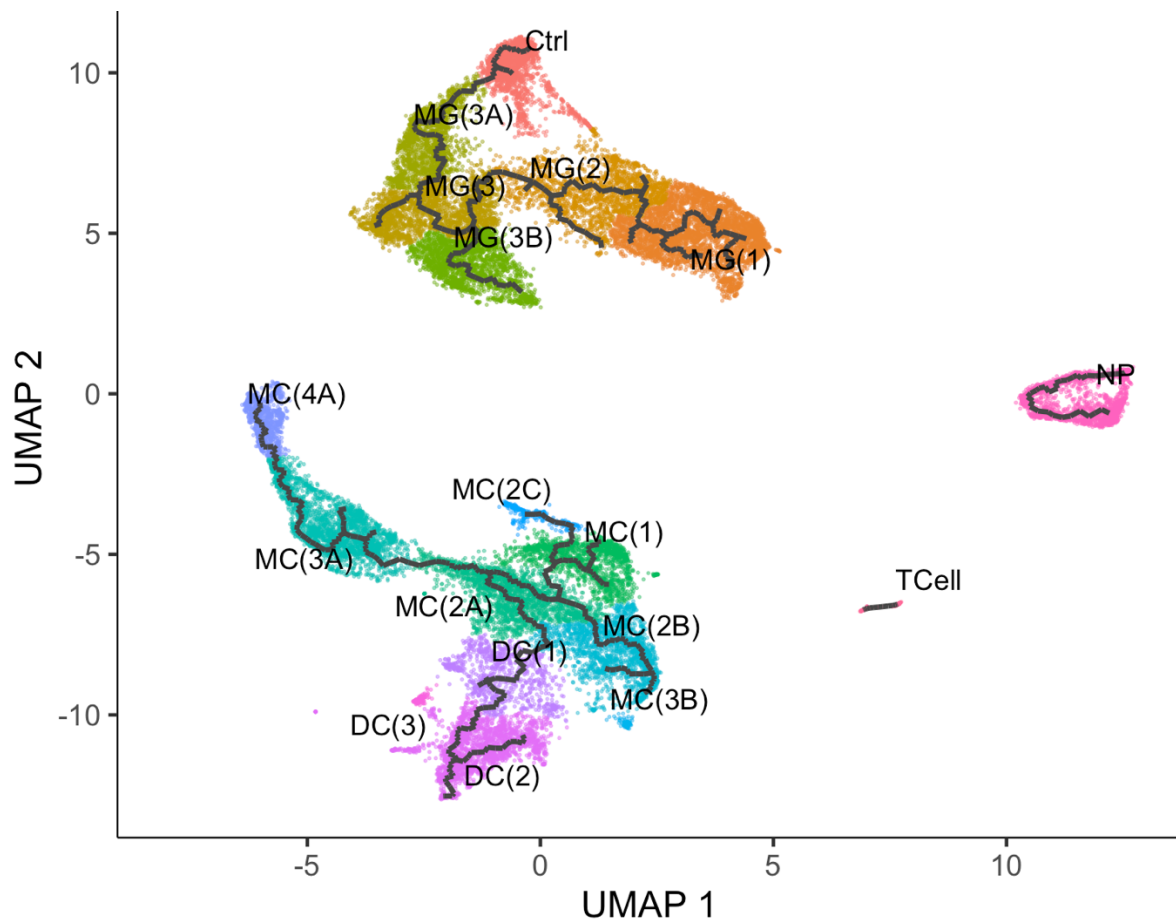 Ctrl
10
MG(3A)
MG(2)
MG(3)
5
MG(3B)
MG(1)
UMAP 2
0
MC(4A)
NP
MC(2C)
MC(1)
-5
MC(3A)
TCell
MC(2A)
MC(2B)
DC(1)
MC(3B)
-10
DC(3)
DC(2)
-5
0
5
10
UMAP 1